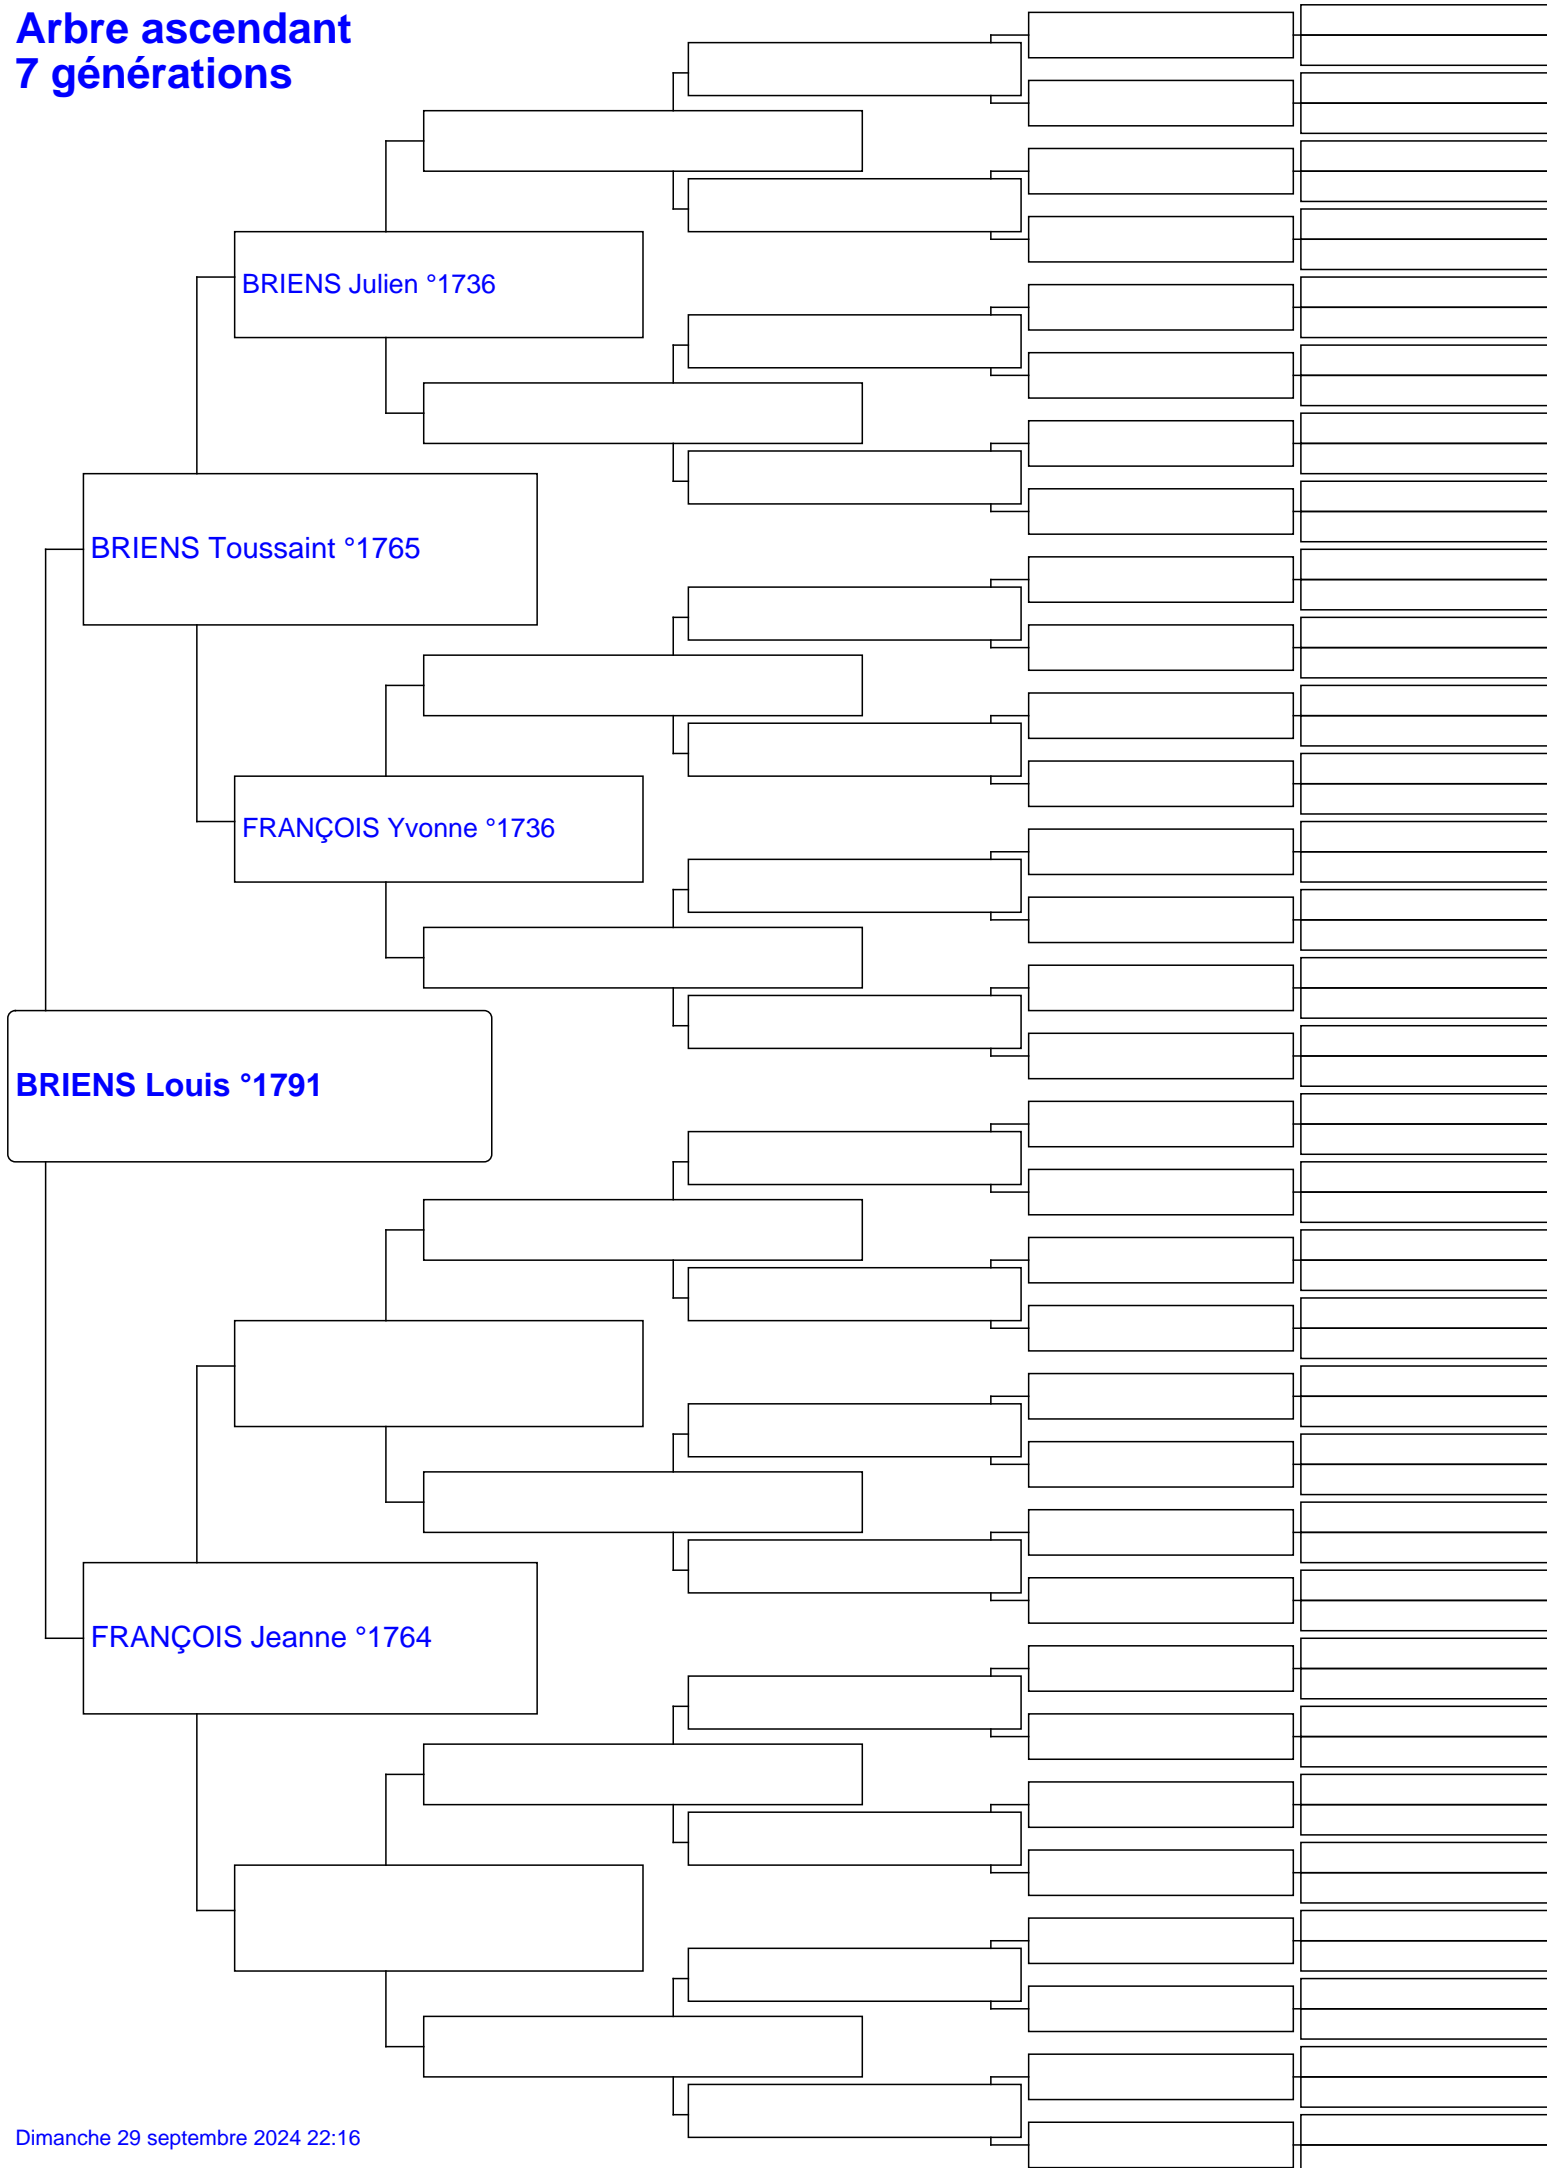 Arbre ascendant
7 générations
BRIENS Julien °1736
BRIENS Toussaint °1765
FRANÇOIS Yvonne °1736
BRIENS Louis °1791
FRANÇOIS Jeanne °1764
Dimanche 29 septembre 2024 22:16